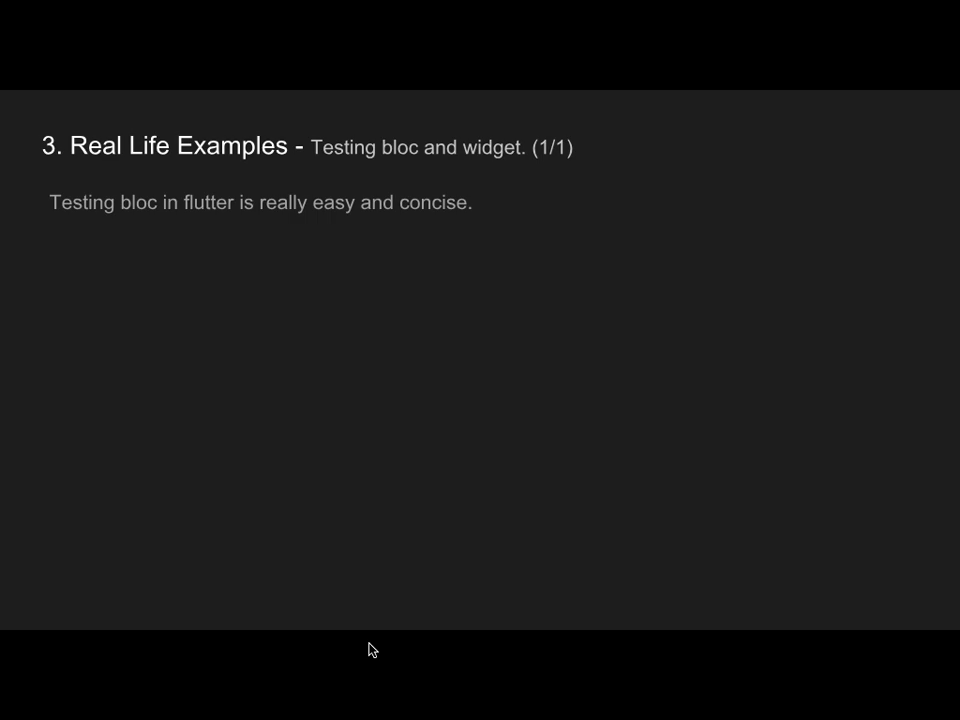 3. Real Life Examples - Testing bloc and widget. (1/1)
Testing bloc in flutter is really easy and concise.